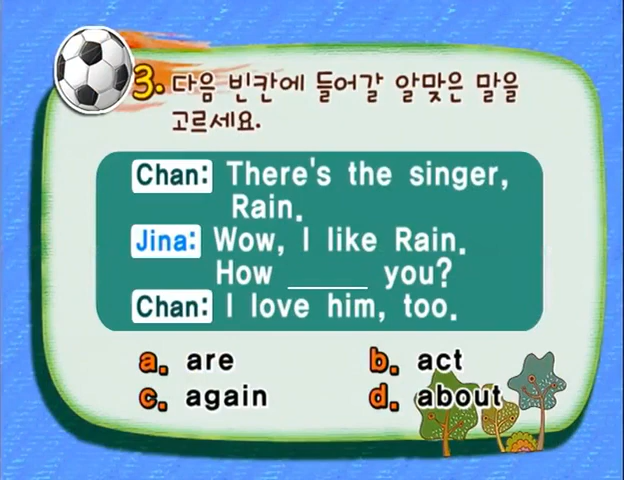 3. 다음 빈칸에 들어갈 알맞은 말을
고르세요.
Chan: There's the singer,
Rain.
Jina: Wow, I like Rain.
How _____ you?
Chan: I love him, too.
a. are b. act
c. again d. about